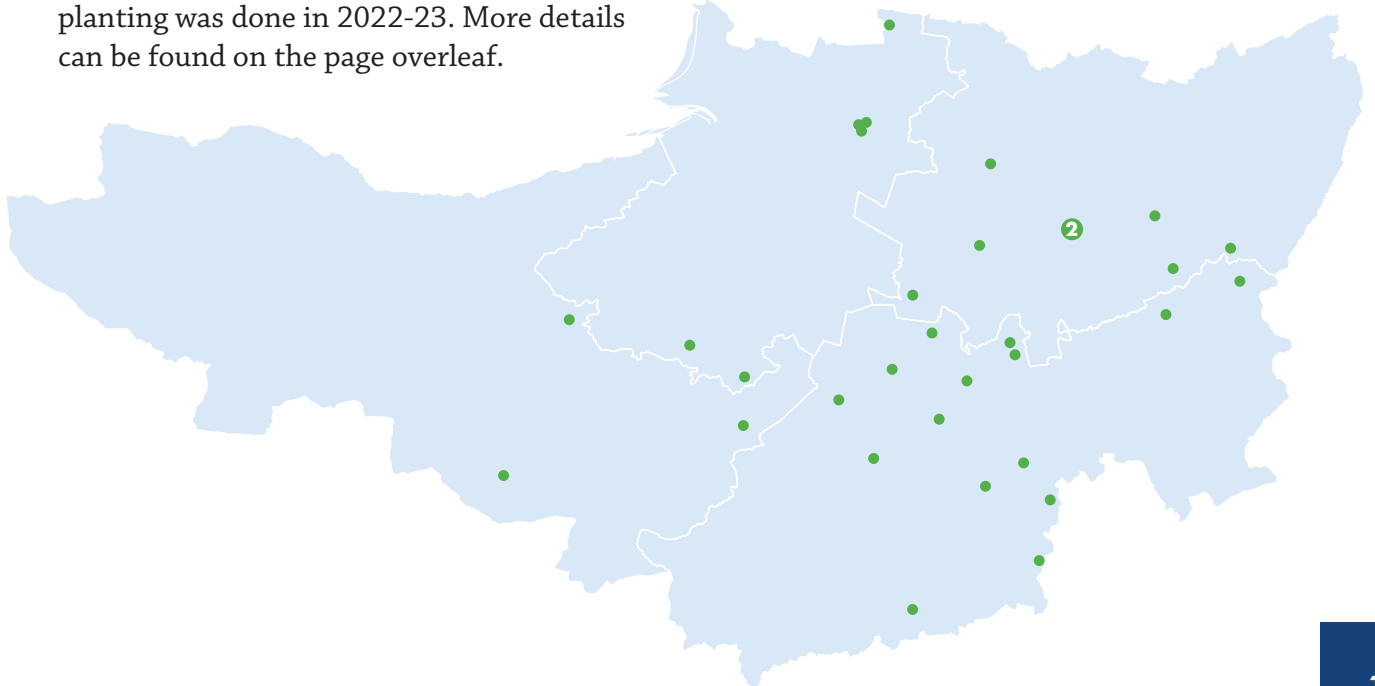 planting was done in 2022-23. More details
can be found on the page overleaf.
2